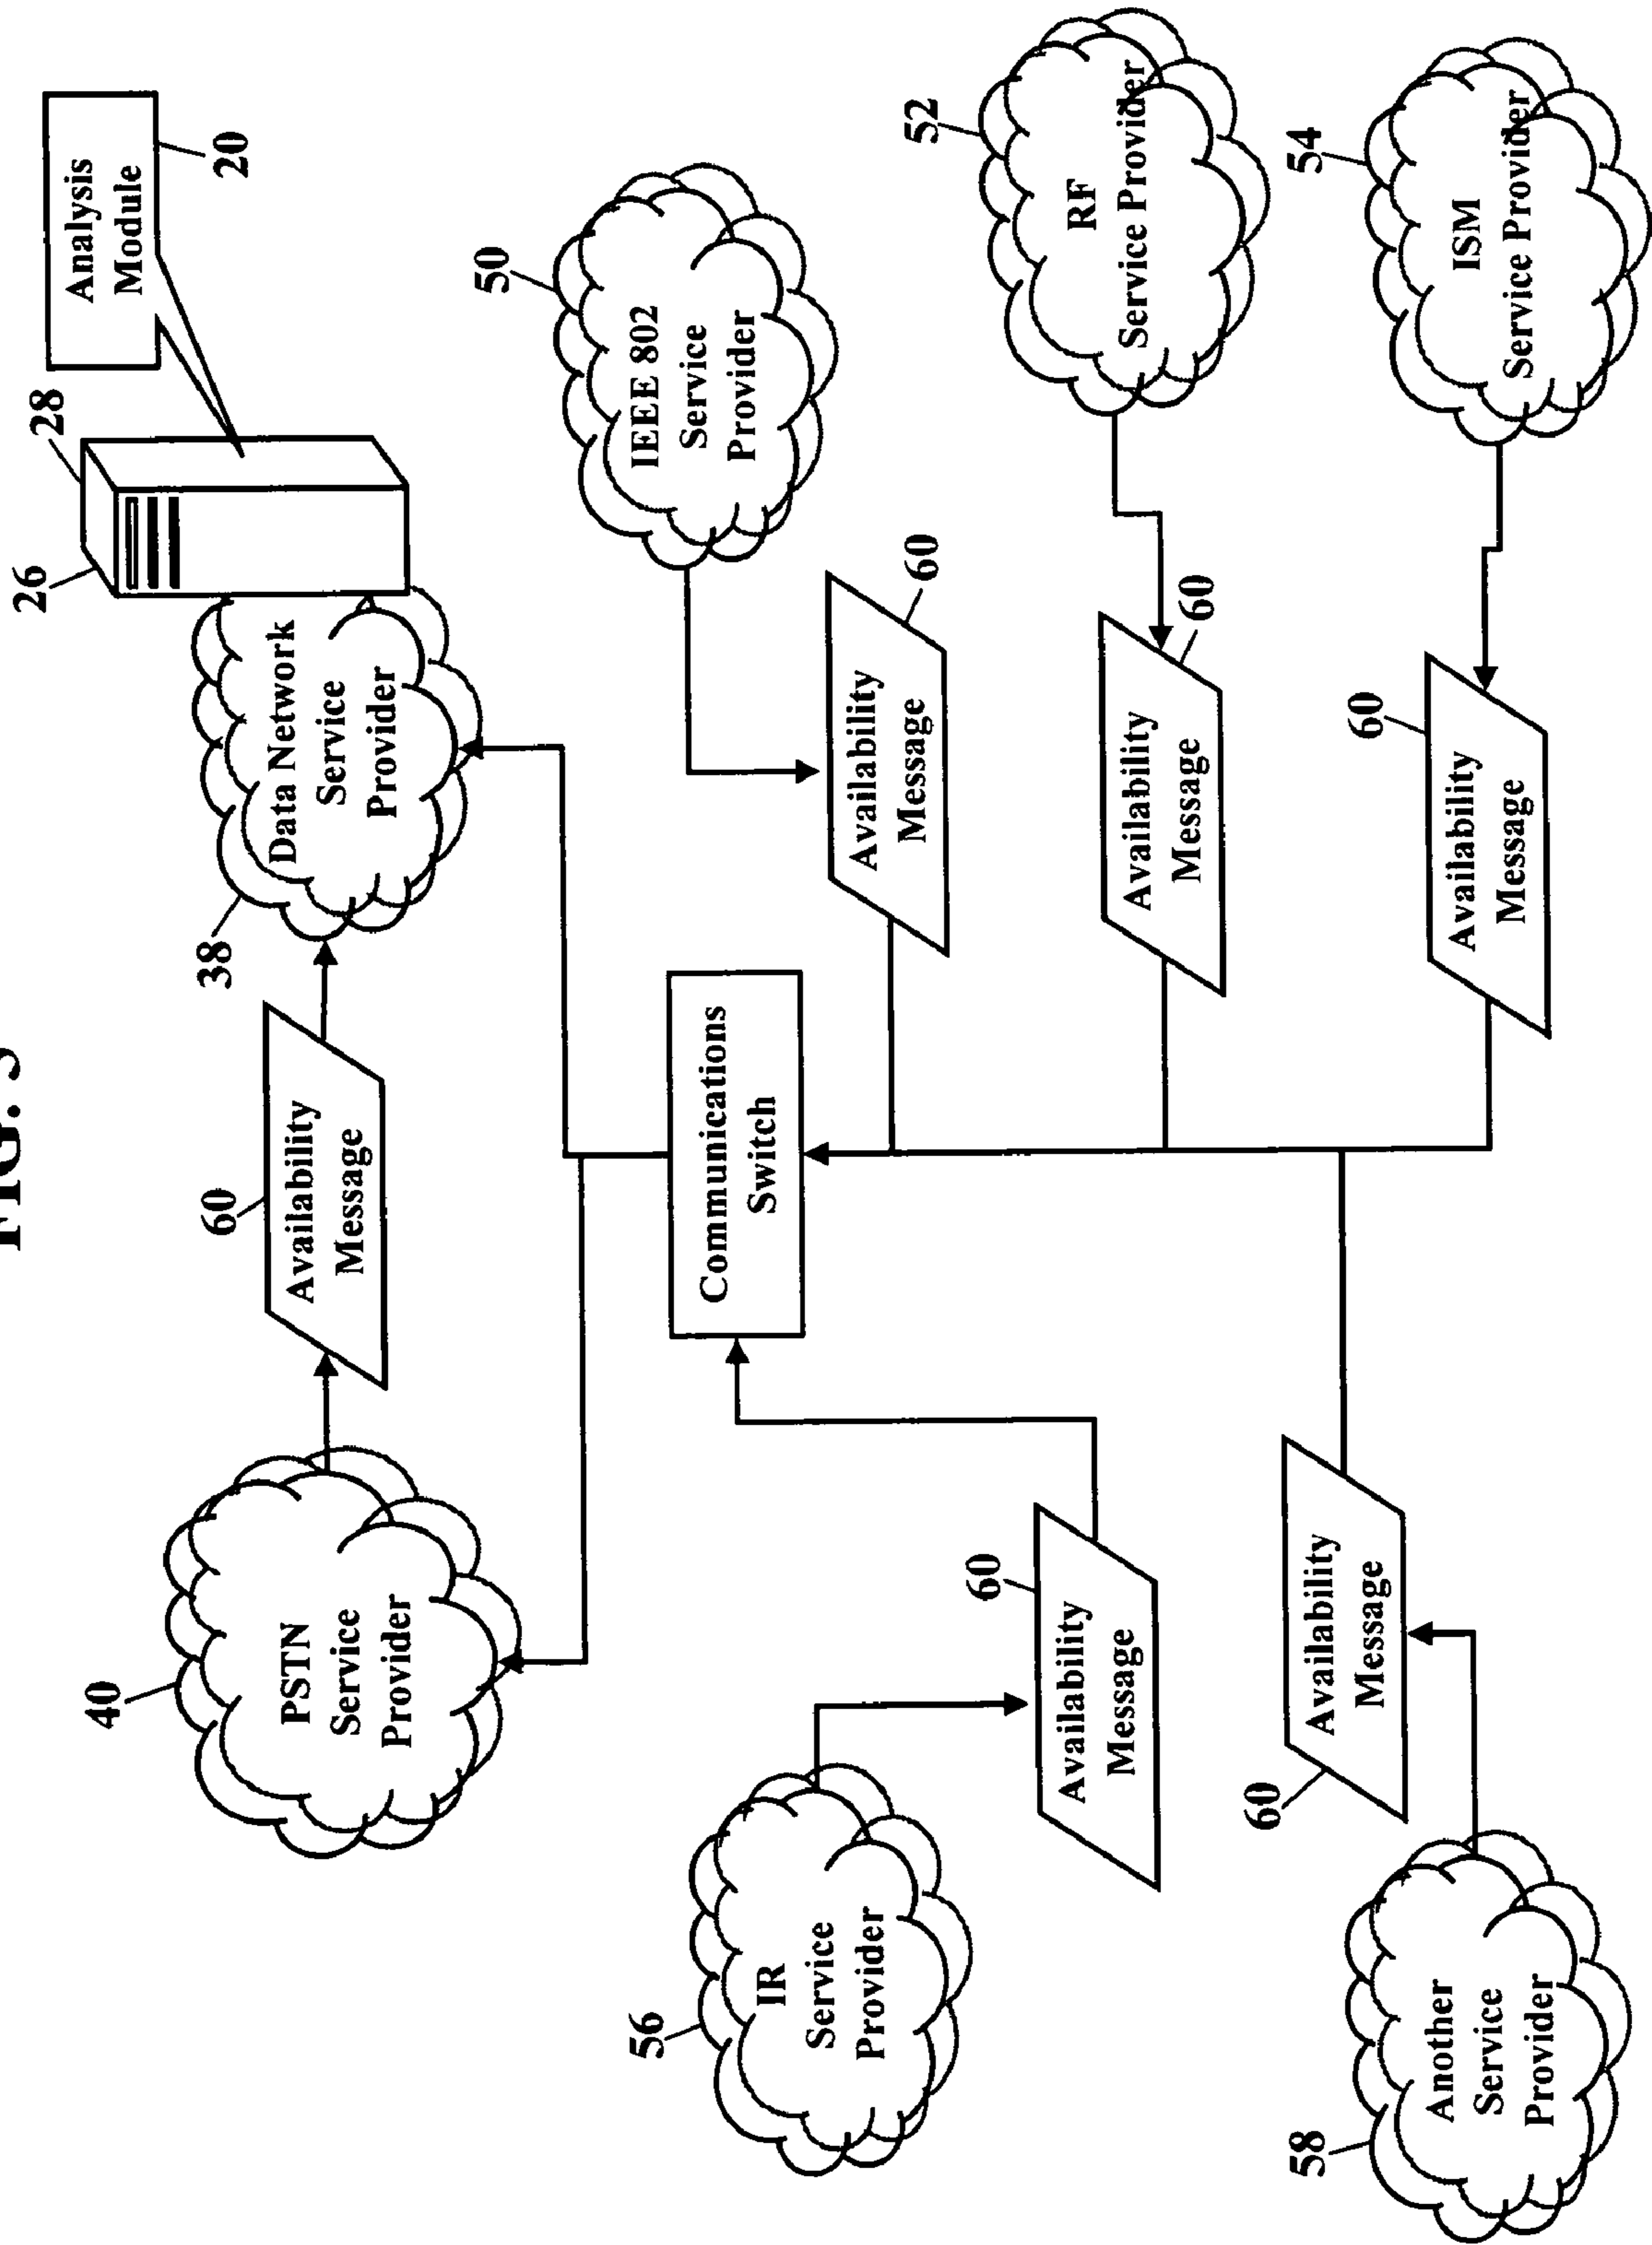 FIG.
Analysis
Module
20
28
26
40
PSTN
Service
Provider
60
Availability
Message
38
Data Network
Service
Provider
50
IEEE 802
Service
Provider
56
IR
Service
Provider
Communications
Switch
60
Availability
Message
52
RF
Service Provider
60
Availability
Message
60
Availability
Message
54
ISM
Service Provider
58
Another
Service
Provider
60
Availability
Message
60
Availability
Message